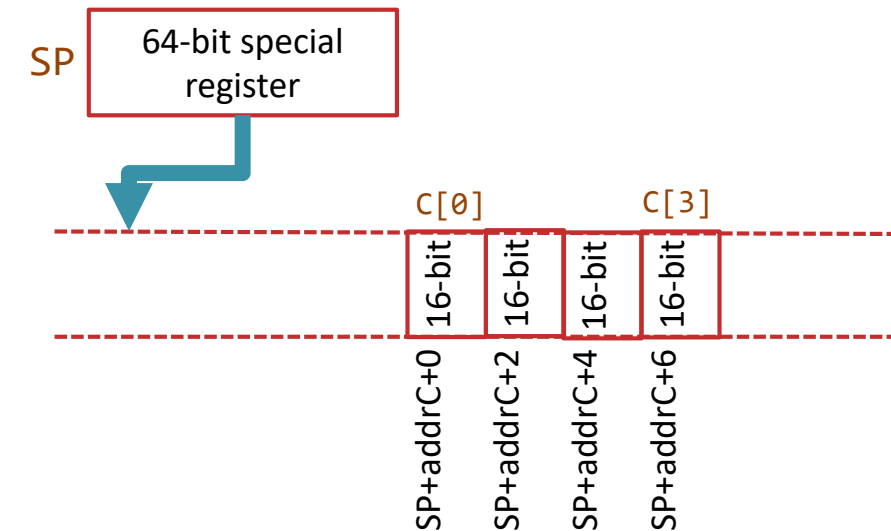 SP
64-bit special
register
C[0]
C[3]
16-bit
16-bit
16-bit
16-bit
SP+addrC+0
SP+addrC+2
SP+addrC+4
SP+addrC+6